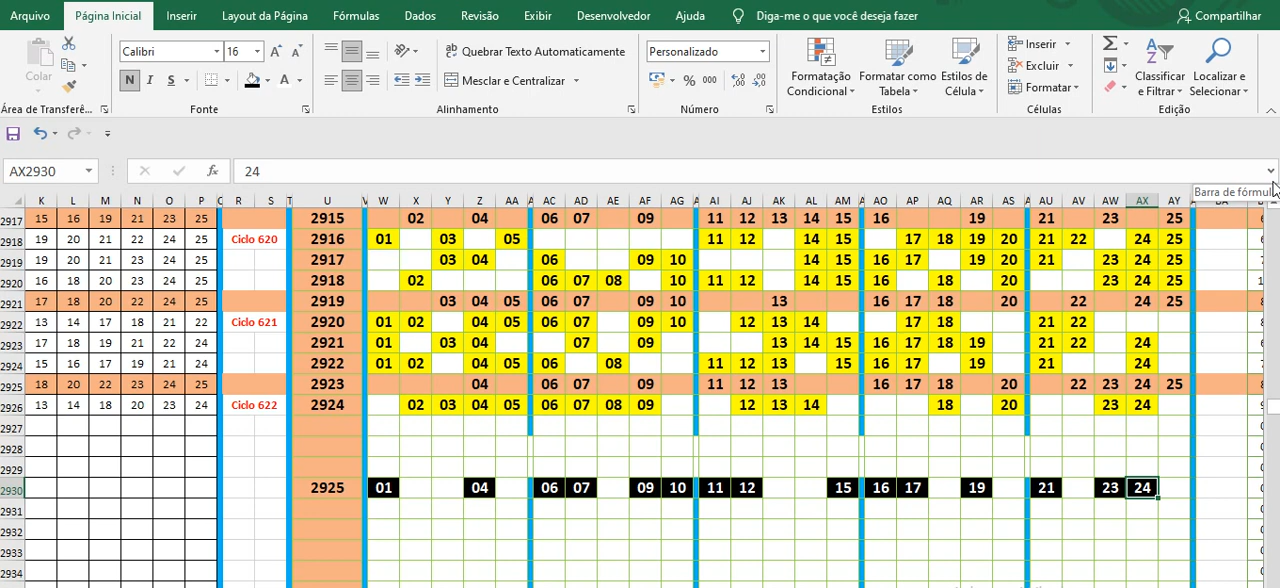 Arquivo Página Inicial Inserir Layout da Página Fórmulas Dados Revisão Exibir Desenvolvedor Ajuda Diga-me o que você deseja fazer Compartilhar
Colar Calibri 16 Quebrar Texto Automaticamente Personalizado Inserir
N I S Mesclar e Centralizar % 000 Formatação Condicional Formatar como Tabela Estilos de Célula Excluir Formatar Classificar e Filtrar Localizar e Selecionar
Área de Transferê... Fonte Alinhamento Número Estilos Células Edição
AX2930 fx 24
Barra de fórmul
K L M N O P Q R S T U V W X Y Z AA AC AD AE AF AG A AI AJ AK AL AM A AO AP AQ AR AS A AU AV AW AX AY
2917 15 16 19 21 23 25 2915 02 04 06 07 09 11 12 13 14 15 16 19 21 23 25
2918 19 20 21 22 24 25 Ciclo 620 2916 01 03 05 11 12 14 15 17 18 19 20 21 22 24 25
2919 19 20 21 23 24 25 2917 03 04 06 09 10 14 15 16 17 19 20 21 23 24 25
2920 16 18 20 23 24 25 2918 02 06 07 08 10 11 12 14 15 16 18 20 23 24 25
2921 17 18 20 22 24 25 2919 03 04 05 06 07 09 10 13 16 17 18 20 22 24 25
2922 13 14 17 18 21 22 Ciclo 621 2920 01 02 04 05 06 07 09 10 12 13 14 17 18 21 22
2923 17 18 19 21 22 24 2921 01 03 04 07 09 13 14 15 16 17 18 19 21 22 24
2924 15 16 17 19 21 24 2922 01 02 04 05 06 08 11 12 13 15 16 17 19 21 24
2925 18 20 22 23 24 25 2923 04 06 07 09 11 12 13 16 17 18 20 22 23 24 25
2926 13 14 18 20 23 24 Ciclo 622 2924 02 03 04 05 06 07 08 09 12 13 14 18 20 23 24
2927
2928
2929
2930 2925 01 04 06 07 09 10 11 12 15 16 17 19 21 23 24
2931
2932
2933
2934